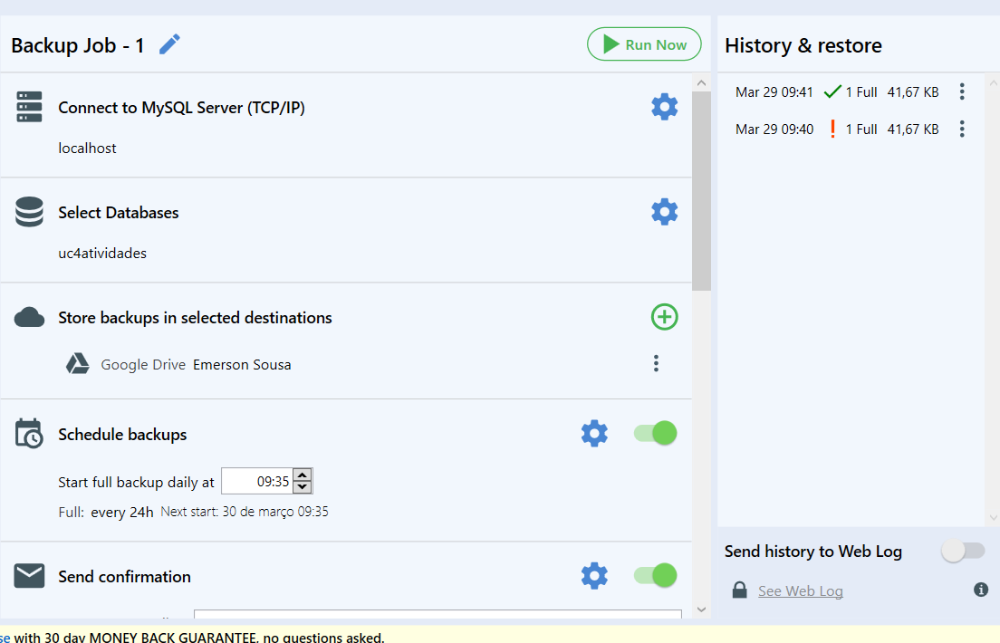 Backup Job - 1
Run Now
Connect to MySQL Server (TCP/IP)
localhost
Select Databases
uc4atividades
Store backups in selected destinations
Google Drive Emerson Sousa
Schedule backups
Start full backup daily at 09:35
Full: every 24h Next start: 30 de março 09:35
Send confirmation
History & restore
Mar 29 09:41 1 Full 41,67 KB
Mar 29 09:40 1 Full 41,67 KB
Send history to Web Log
See Web Log
with 30 day MONEY BACK GUARANTEE, no questions asked.